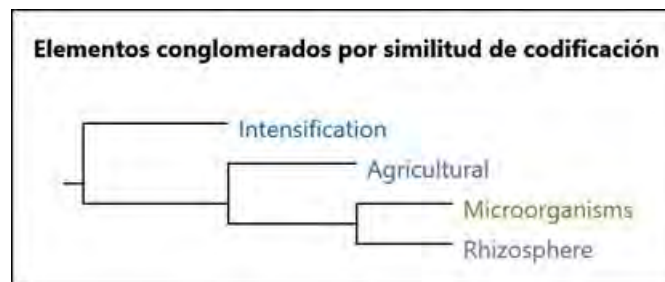 Elementos conglomerados por similitud de codificación
Intensification
Agricultural
Microorganisms
Rhizosphere